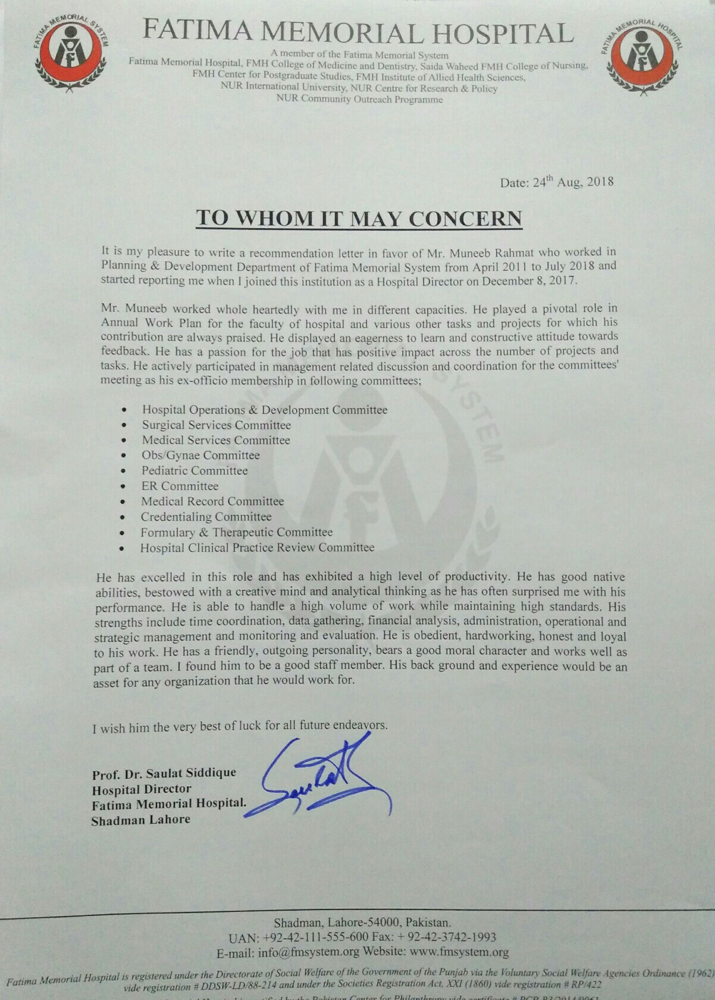 FATIMA MEMORIAL SYSTEM
FATIMA MEMORIAL HOSPITAL
FATIMA MEMORIAL HOSPITAL
A member of the Fatima Memorial System
Fatima Memorial Hospital, FMH College of Medicine and Dentistry, Saida Waheed FMH College of Nursing,
FMH Center for Postgraduate Studies, FMH Institute of Allied Health Sciences,
NUR International University, NUR Centre for Research & Policy
NUR Community Outreach Programme
Date: 24th Aug, 2018
TO WHOM IT MAY CONCERN
It is my pleasure to write a recommendation letter in favor of Mr. Muneeb Rahmat who worked in
Planning & Development Department of Fatima Memorial System from April 2011 to July 2018 and
started reporting me when I joined this institution as a Hospital Director on December 8, 2017.
Mr. Muneeb worked whole heartedly with me in different capacities. He played a pivotal role in
Annual Work Plan for the faculty of hospital and various other tasks and projects for which his
contribution are always praised. He displayed an eagerness to learn and constructive attitude towards
feedback. He has a passion for the job that has positive impact across the number of projects and
tasks. He actively participated in management related discussion and coordination for the committees'
meeting as his ex-officio membership in following committees;
• Hospital Operations & Development Committee
• Surgical Services Committee
• Medical Services Committee
• Obs/Gynae Committee
• Pediatric Committee
• ER Committee
• Medical Record Committee
• Credentialing Committee
• Formulary & Therapeutic Committee
• Hospital Clinical Practice Review Committee
He has excelled in this role and has exhibited a high level of productivity. He has good native
abilities, bestowed with a creative mind and analytical thinking as he has often surprised me with his
performance. He is able to handle a high volume of work while maintaining high standards. His
strengths include time coordination, data gathering, financial analysis, administration, operational and
strategic management and monitoring and evaluation. He is obedient, hardworking, honest and loyal
to his work. He has a friendly, outgoing personality, bears a good moral character and works well as
part of a team. I found him to be a good staff member. His back ground and experience would be an
asset for any organization that he would work for.
I wish him the very best of luck for all future endeavors.
Prof. Dr. Saulat Siddique
Hospital Director
Fatima Memorial Hospital.
Shadman Lahore
Shadman, Lahore-54000, Pakistan.
UAN: +92-42-111-555-600 Fax: + 92-42-3742-1993
E-mail: info@fmsystem.org Website: www.fmsystem.org
Fatima Memorial Hospital is registered under the Directorate of Social Welfare of the Government of the Punjab via the Voluntary Social Welfare Agencies Ordinance (1962)
vide registration # DDSW-LD/88-214 and under the Societies Registration Act, XXI (1860) vide registration # RP/422
Pakistan Center for Philanthropy vide certificate #